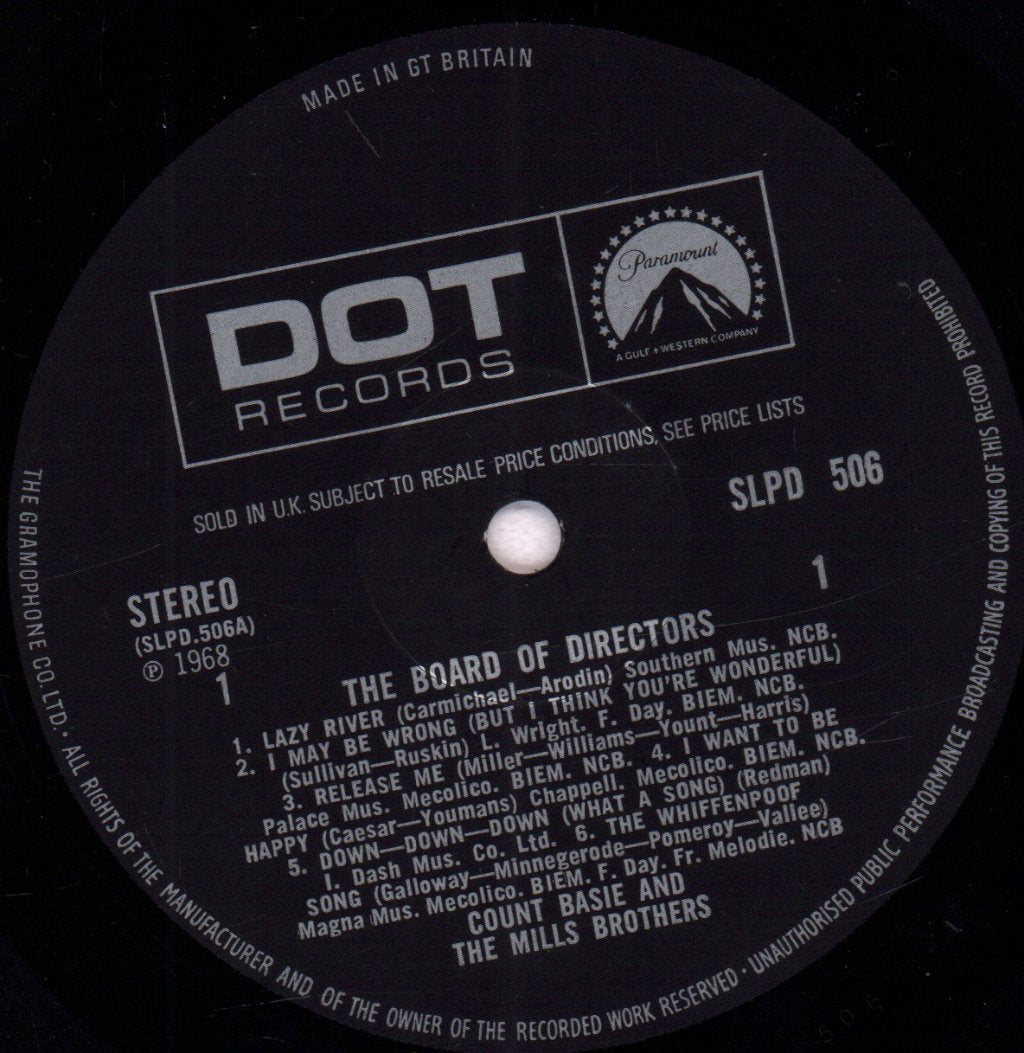 MADE IN GT BRITAIN
DOT
RECORDS
Paramount
A GULF + WESTERN COMPANY
SOLD IN U.K. SUBJECT TO RESALE PRICE CONDITIONS, SEE PRICE LISTS
SLPD 506
STEREO
(SLPD.506A)
℗ 1968
1
1
THE BOARD OF DIRECTORS
1. LAZY RIVER (Carmichael—Arodin) Southern Mus. NCB.
2. I MAY BE WRONG (BUT I THINK YOU'RE WONDERFUL)
(Sullivan—Ruskin) L. Wright. F. Day. BIEM. NCB.
3. RELEASE ME (Miller—Williams—Yount—Harris)
Palace Mus. Mecolico. BIEM. NCB. 4. I WANT TO BE
HAPPY (Caesar—Youmans) Chappell. Mecolico. BIEM. NCB.
5. DOWN—DOWN—DOWN (WHAT A SONG) (Redman)
I. Dash Mus. Co. Ltd. 6. THE WHIFFENPOOF
SONG (Galloway—Minnegerode—Pomeroy—Vallee)
Magna Mus. Mecolico. BIEM. F. Day. Fr. Melodie. NCB
COUNT BASIE AND
THE MILLS BROTHERS
THE GRAMOPHONE CO. LTD. · ALL RIGHTS OF THE MANUFACTURER AND OF THE OWNER OF THE RECORDED WORK RESERVED · UNAUTHORISED PUBLIC PERFORMANCE BROADCASTING AND COPYING OF THIS RECORD PROHIBITED